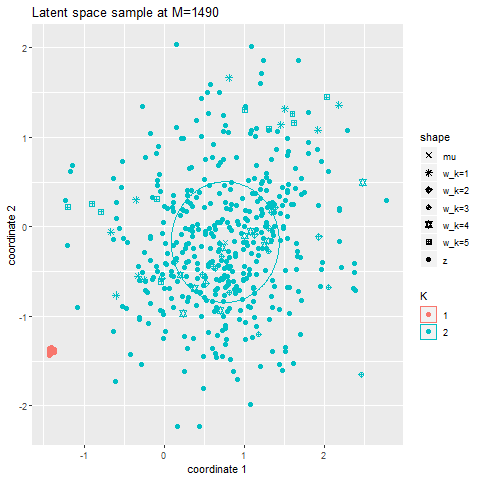 Latent space sample at M=1490
2
1
0
-1
-2
coordinate 2
-1
0
1
2
coordinate 1
shape
mu
w_k=1
w_k=2
w_k=3
w_k=4
w_k=5
z
K
1
2